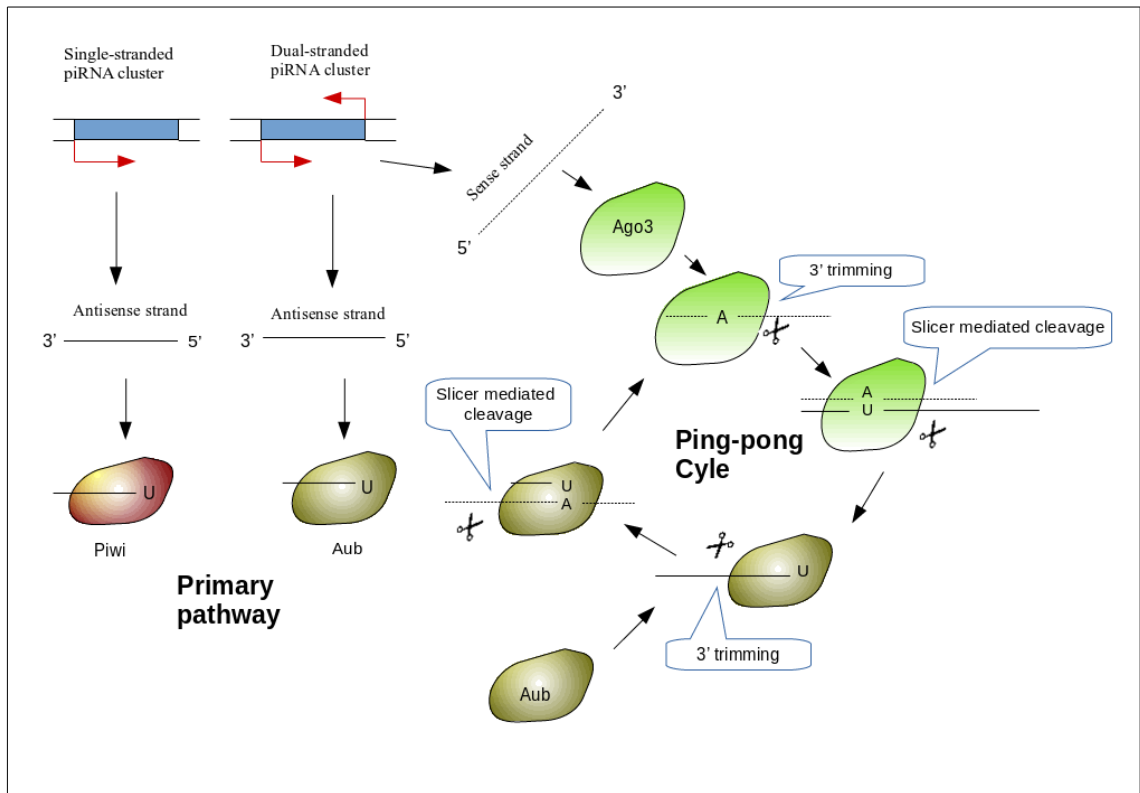 Single-stranded
piRNA cluster
Dual-stranded
piRNA cluster
3’
Sense strand
5’
Ago3
3’ trimming
A
Slicer mediated cleavage
A
U
Antisense strand
3’
5’
Antisense strand
3’
5’
Slicer mediated
cleavage
Ping-pong
Cyle
U
Piwi
U
Aub
U
A
Primary
pathway
U
3’ trimming
Aub